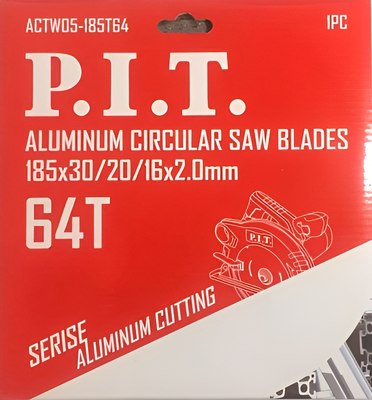 ACTW05-185T64
1PC
P.I.T.
ALUMINUM CIRCULAR SAW BLADES
185x30/20/16x2.0mm
64T
P.I.T.
SERISE
ALUMINUM CUTTING